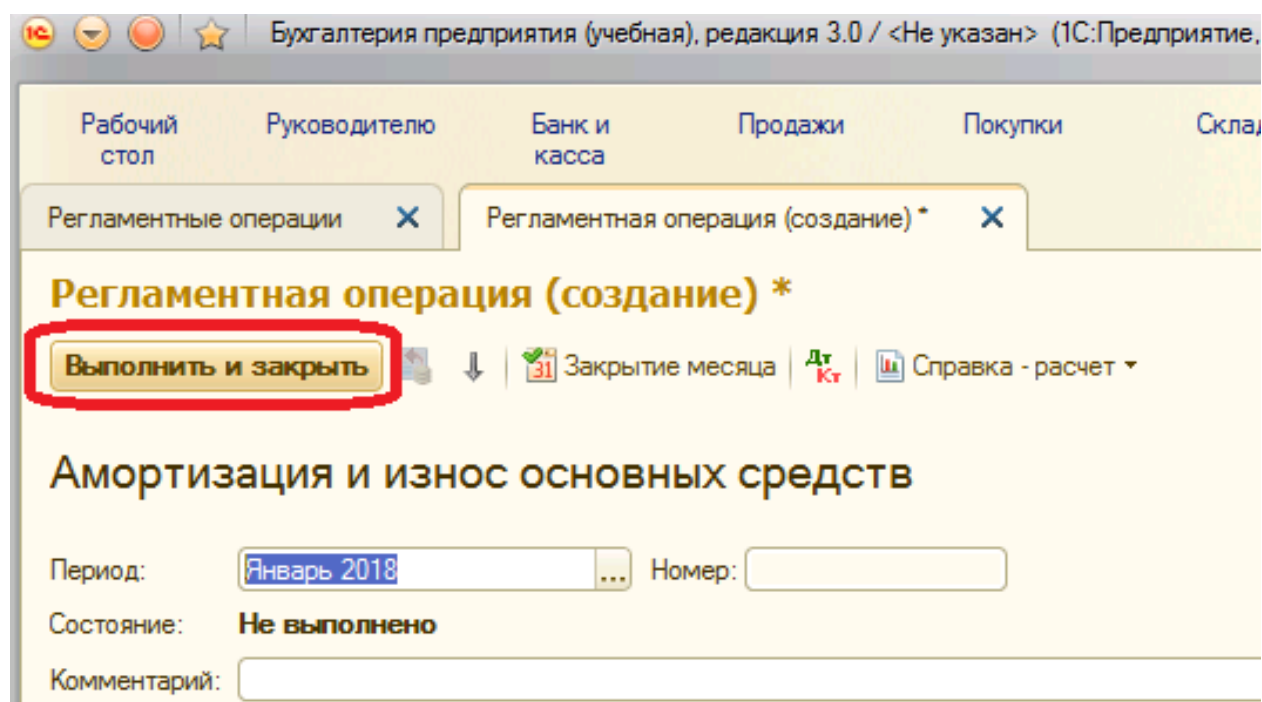 1С Бухгалтерия предприятия (учебная), редакция 3.0 / <Не указан> (1С:Предприятие,
Рабочий стол Руководителю Банк и касса Продажи Покупки Склад
Регламентные операции Регламентная операция (создание) *
Регламентная операция (создание) *
Выполнить и закрыть 31 Закрытие месяца Дт Кт Справка - расчет
Амортизация и износ основных средств
Период: Январь 2018 ... Номер:
Состояние: Не выполнено
Комментарий: